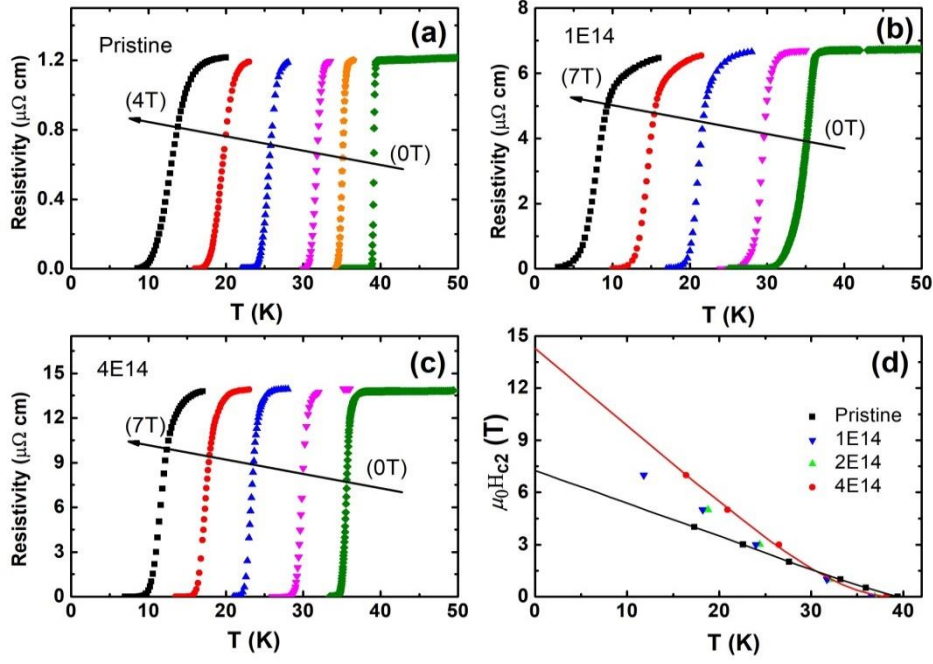 Pristine
(a)
(4T)
(0T)
Resistivity (μΩ cm)
1.2
0.8
0.4
0.0
0 10 20 30 40 50
T (K)
1E14
(b)
(7T)
(0T)
Resistivity (μΩ cm)
8
6
4
2
0
0 10 20 30 40 50
T (K)
4E14
(c)
(7T)
(0T)
Resistivity (μΩ cm)
15
12
9
6
3
0
0 10 20 30 40 50
T (K)
(d)
Pristine
1E14
2E14
4E14
μ₀H_C2 (T)
15
12
9
6
3
0
0 10 20 30 40
T (K)